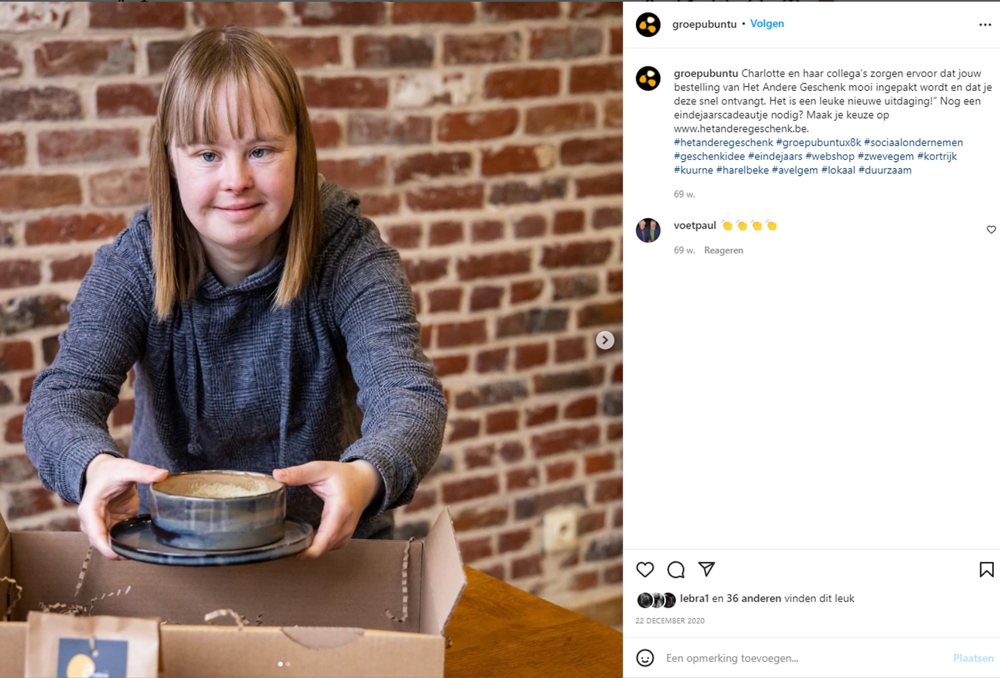 groepubuntu • Volgen
groepubuntu Charlotte en haar collega's zorgen ervoor dat jouw
bestelling van Het Andere Geschenk mooi ingepakt wordt en dat je
deze snel ontvangt. Het is een leuke nieuwe uitdaging!" Nog een
eindejaarscadeautje nodig? Maak je keuze op
www.hetanderegeschenk.be.
#hetanderegeschenk #groepubuntux8k #sociaalondernemen
#geschenkidee #eindejaars #webshop #zwevegem #kortrijk
#kuurne #harelbeke #avelgem #lokaal #duurzaam
69 w.
voetpaul 👏👏👏👏
69 w. Reageren
lebra1 en 36 anderen vinden dit leuk
22 DECEMBER 2020
Een opmerking toevoegen... Plaatsen